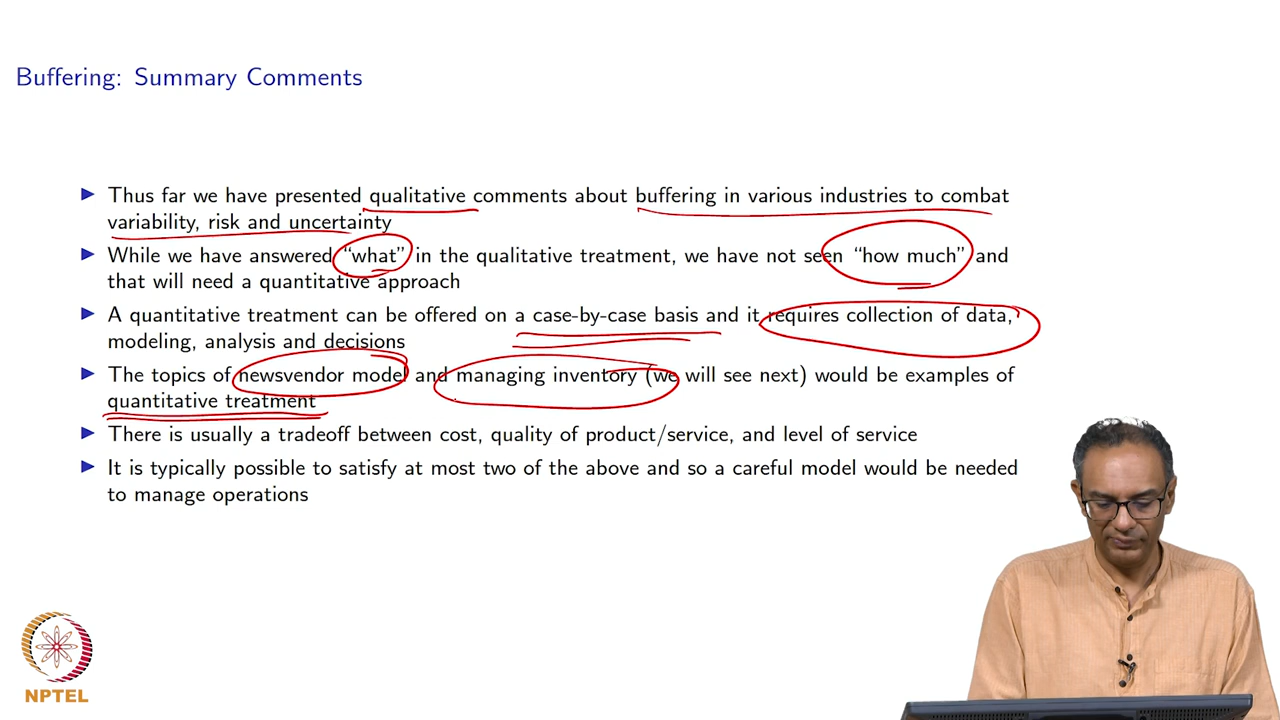 Buffering: Summary Comments
Thus far we have presented qualitative comments about buffering in various industries to combat
variability, risk and uncertainty
While we have answered “what” in the qualitative treatment, we have not seen “how much” and
that will need a quantitative approach
A quantitative treatment can be offered on a case-by-case basis and it requires collection of data,
modeling, analysis and decisions
The topics of newsvendor model and managing inventory (we will see next) would be examples of
quantitative treatment
There is usually a tradeoff between cost, quality of product/service, and level of service
It is typically possible to satisfy at most two of the above and so a careful model would be needed
to manage operations
NPTEL